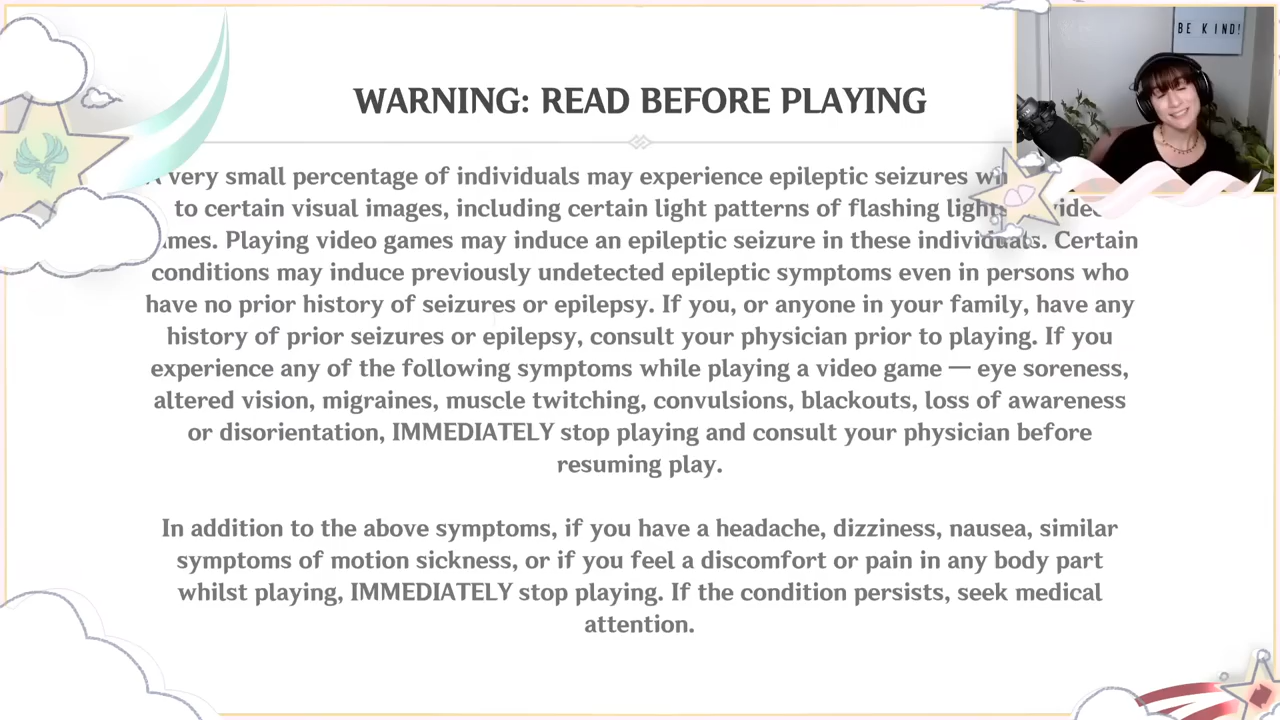 BE KIND!
WARNING: READ BEFORE PLAYING
very small percentage of individuals may experience epileptic seizures
to certain visual images, including certain light patterns of flashing lights
Playing video games may induce an epileptic seizure in these individuals. Certain
conditions may induce previously undetected epileptic symptoms even in persons who
have no prior history of seizures or epilepsy. If you, or anyone in your family, have any
history of prior seizures or epilepsy, consult your physician prior to playing. If you
experience any of the following symptoms while playing a video game — eye soreness,
altered vision, migraines, muscle twitching, convulsions, blackouts, loss of awareness
or disorientation, IMMEDIATELY stop playing and consult your physician before
resuming play.
In addition to the above symptoms, if you have a headache, dizziness, nausea, similar
symptoms of motion sickness, or if you feel a discomfort or pain in any body part
whilst playing, IMMEDIATELY stop playing. If the condition persists, seek medical
attention.